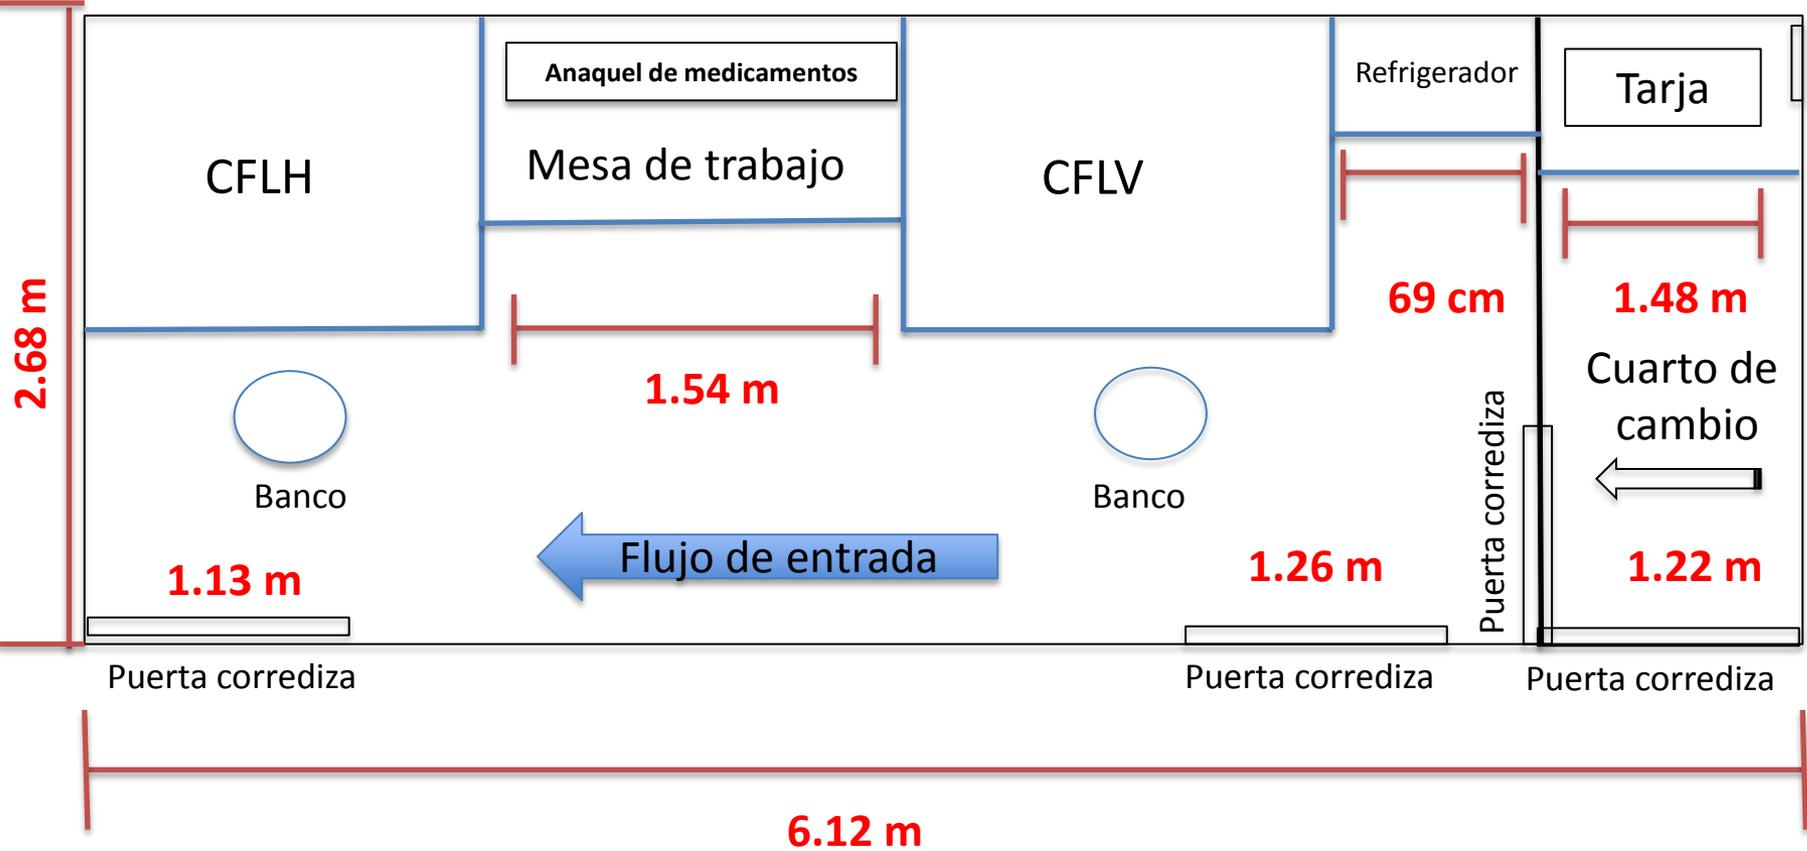 Anaquel de medicamentos
Refrigerador
Tarja
CFLH
Mesa de trabajo
CFLV
2.68 m
69 cm
1.48 m
1.54 m
Cuarto de
cambio
Banco
Banco
Puerta corrediza
Flujo de entrada
1.13 m
1.26 m
1.22 m
Puerta corrediza
Puerta corrediza
Puerta corrediza
6.12 m